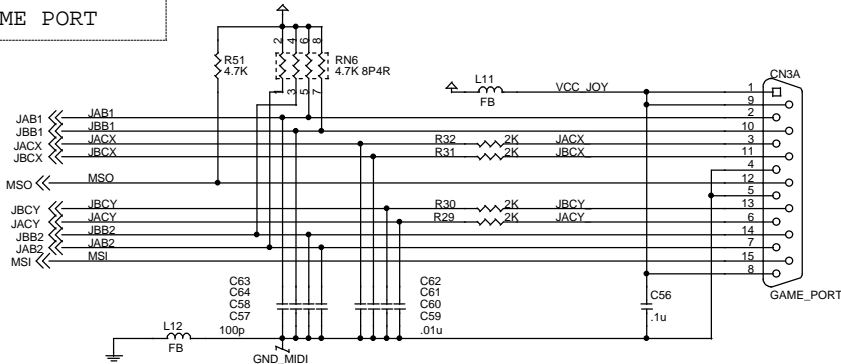 ME PORT
R51
4.7K
2 4 6 8
RN6
4.7K 8P4R
1 3 5 7
L11
FB
VCC_JOY
CN3A
1
9
JAB1 JAB1 2
JBB1 JBB1 10
JACX JACX R32 2K JACX_ 3
JBCX JBCX R31 2K JBCX_ 11
4
MSO MSO 12
5
JBCY JBCY R30 2K JBCY_ 13
JACY JACY R29 2K JACY_ 6
JBB2 JBB2 14
JAB2 JAB2 7
MSI MSI 15
8
GAME_PORT
C63
C64
C58
C57
100p
C62
C61
C60
C59
.01u
C56
.1u
L12
FB
GND_MIDI